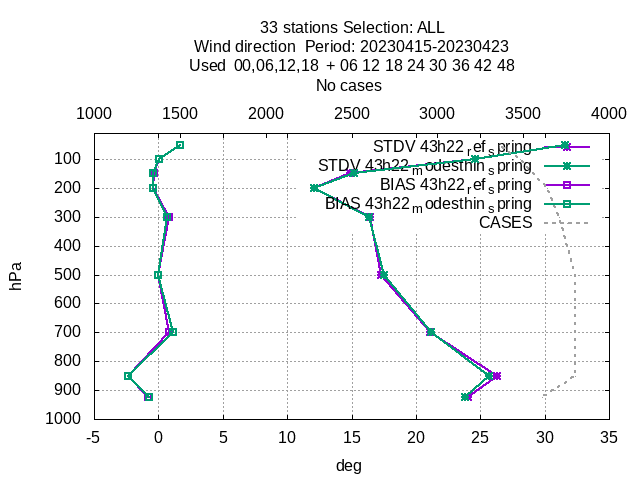 33 stations Selection: ALL
Wind direction  Period: 20230415-20230423
Used  00,06,12,18  + 06 12 18 24 30 36 42 48
No cases
1000 1500 2000 2500 3000 3500 4000
STDV 43h22_ref_spring
STDV 43h22_modesthin_spring
BIAS 43h22_ref_spring
BIAS 43h22_modesthin_spring
CASES
100
200
300
400
500
600
700
800
900
1000
hPa
-5 0 5 10 15 20 25 30 35
deg